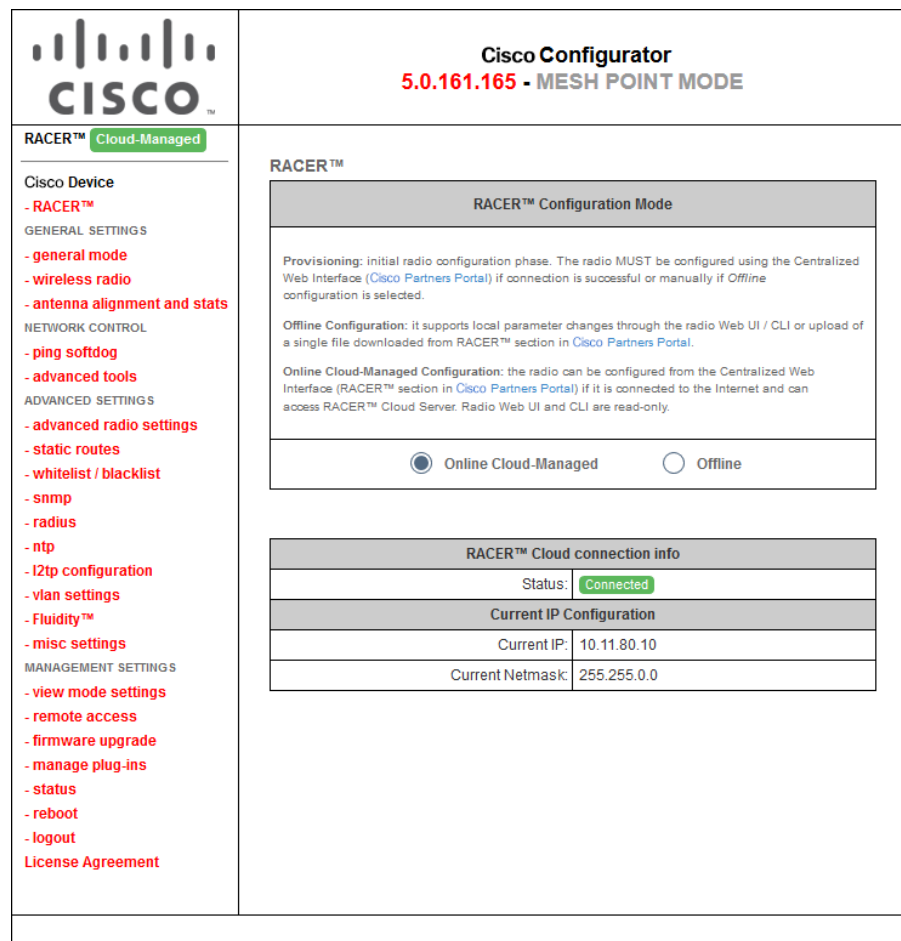 CISCO™
Cisco Configurator
5.0.161.165 - MESH POINT MODE
RACER™ Cloud-Managed
Cisco Device
- RACER™
GENERAL SETTINGS
- general mode
- wireless radio
- antenna alignment and stats
NETWORK CONTROL
- ping softdog
- advanced tools
ADVANCED SETTINGS
- advanced radio settings
- static routes
- whitelist / blacklist
- snmp
- radius
- ntp
- l2tp configuration
- vlan settings
- Fluidity™
- misc settings
MANAGEMENT SETTINGS
- view mode settings
- remote access
- firmware upgrade
- manage plug-ins
- status
- reboot
- logout
License Agreement
RACER™
RACER™ Configuration Mode
Provisioning: initial radio configuration phase. The radio MUST be configured using the Centralized
Web Interface (Cisco Partners Portal) if connection is successful or manually if Offline
configuration is selected.
Offline Configuration: it supports local parameter changes through the radio Web UI / CLI or upload of
a single file downloaded from RACER™ section in Cisco Partners Portal.
Online Cloud-Managed Configuration: the radio can be configured from the Centralized Web
Interface (RACER™ section in Cisco Partners Portal) if it is connected to the Internet and can
access RACER™ Cloud Server. Radio Web UI and CLI are read-only.
Online Cloud-Managed Offline
RACER™ Cloud connection info
Status: Connected
Current IP Configuration
Current IP: 10.11.80.10
Current Netmask: 255.255.0.0